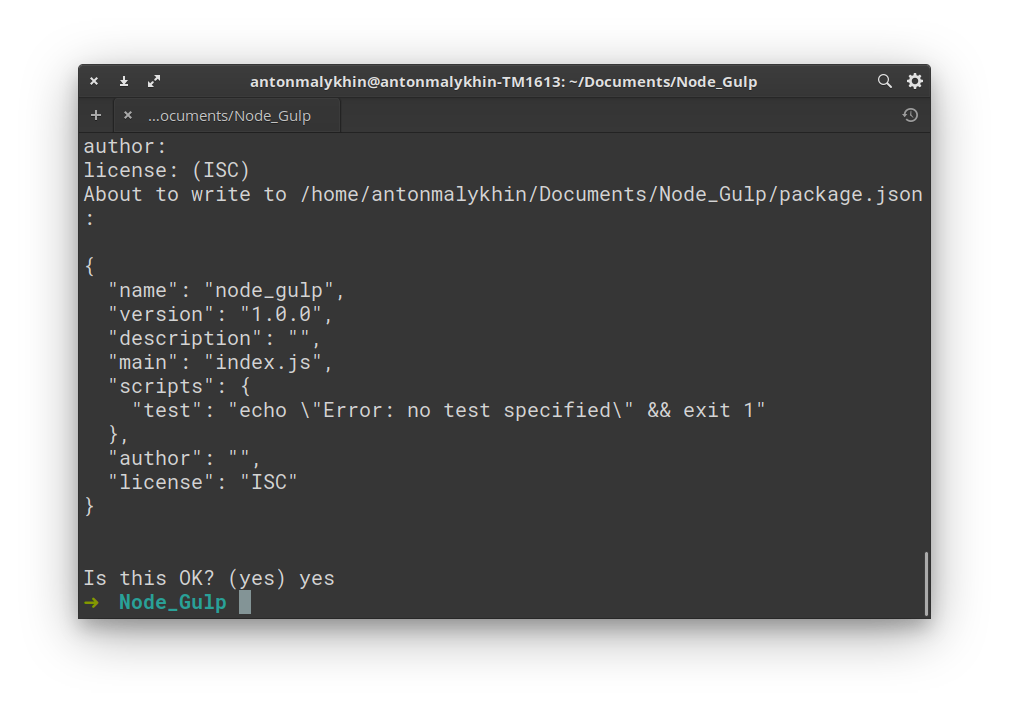 antonmalykhin@antonmalykhin-TM1613: ~/Documents/Node_Gulp
...ocuments/Node_Gulp
author:
license: (ISC)
About to write to /home/antonmalykhin/Documents/Node_Gulp/package.json
:
{
  "name": "node_gulp",
  "version": "1.0.0",
  "description": "",
  "main": "index.js",
  "scripts": {
    "test": "echo \"Error: no test specified\" && exit 1"
  },
  "author": "",
  "license": "ISC"
}
Is this OK? (yes) yes
→ Node_Gulp